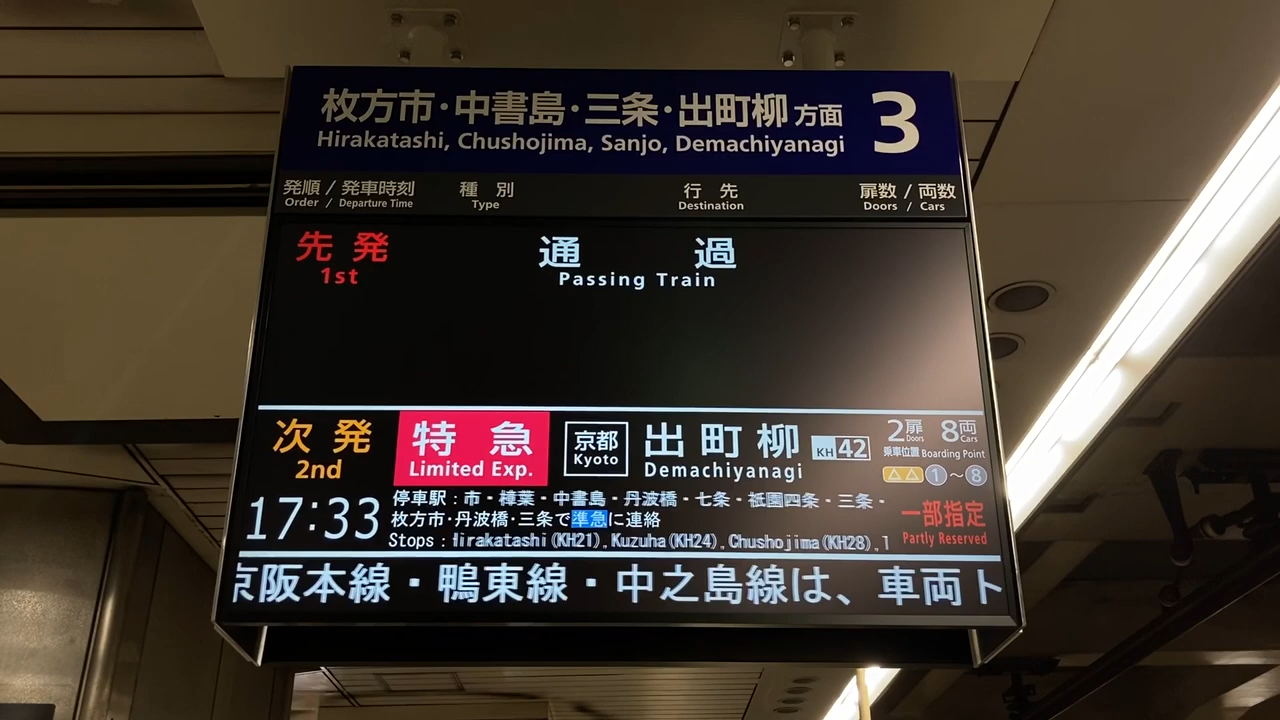 枚方市・中書島・三条・出町柳 方面 3
Hirakatashi, Chushojima, Sanjo, Demachiyanagi
発順 / 発車時刻 種 別 行 先 扉数 / 両数
Order / Departure Time Type Destination Doors / Cars
先 発 通 過
1st Passing Train
次 発 特 急 京都 出 町 柳 KH 42 2扉 8両
Doors Cars
2nd Limited Exp. Kyoto Demachiyanagi 乗車位置 Boarding Point
△△ 1~8
17:33 停車駅:市・樟葉・中書島・丹波橋・七条・祇園四条・三条・ 一部指定
枚方市・丹波橋・三条で準急に連絡
Stops : Hirakatashi(KH21), Kuzuha(KH24), Chushojima(KH28), Partly Reserved
京阪本線・鴨東線・中之島線は、車両ト